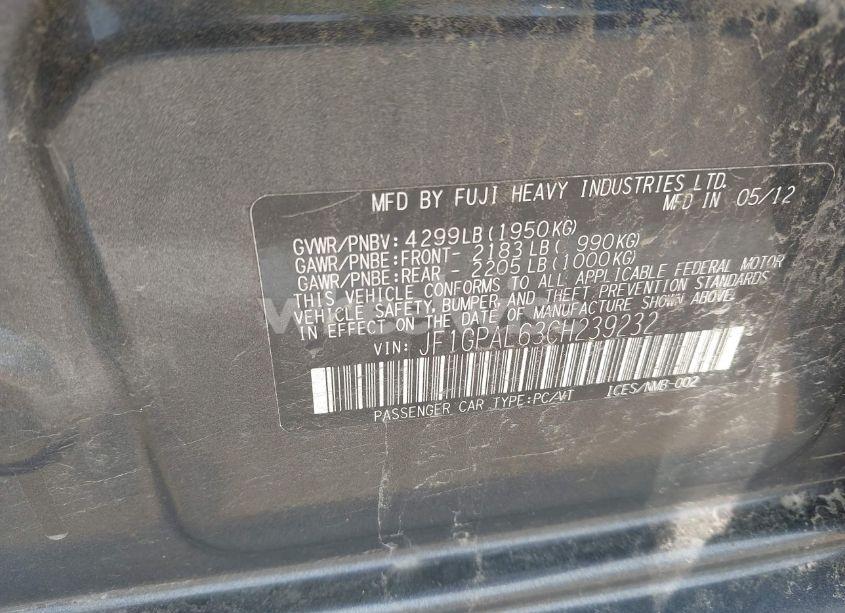 MFD BY FUJI HEAVY INDUSTRIES LTD.
MFD IN 05/12
GVWR/PNBV: 4299LB(1950KG)
GAWR/PNBE:FRONT- 2183LB( 990KG)
GAWR/PNBE:REAR - 2205LB(1000KG)
THIS VEHICLE CONFORMS TO ALL APPLICABLE FEDERAL MOTOR
VEHICLE SAFETY, BUMPER, AND THEFT PREVENTION STANDARDS
IN EFFECT ON THE DATE OF MANUFACTURE SHOWN ABOVE.
VIN: JF1GPAL63CH239232
PASSENGER CAR TYPE:PC/VT ICES/NMB-002